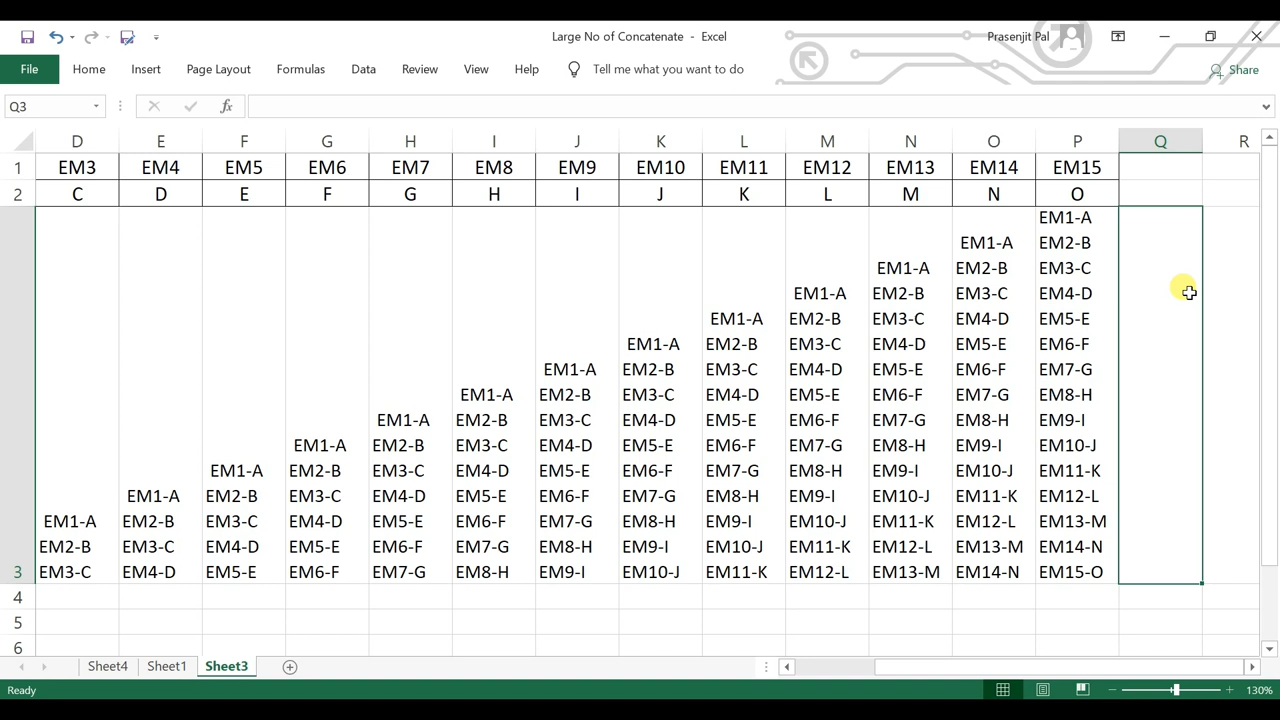 Large No of Concatenate - Excel
Prasenjit Pal
File Home Insert Page Layout Formulas Data Review View Help Tell me what you want to do Share
Q3 fx
D E F G H I J K L M N O P Q R
1 EM3 EM4 EM5 EM6 EM7 EM8 EM9 EM10 EM11 EM12 EM13 EM14 EM15
2 C D E F G H I J K L M N O
EM1-A
EM1-A EM2-B
EM1-A EM2-B EM3-C
EM1-A EM2-B EM3-C EM4-D
EM1-A EM2-B EM3-C EM4-D EM5-E
EM1-A EM2-B EM3-C EM4-D EM5-E EM6-F
EM1-A EM2-B EM3-C EM4-D EM5-E EM6-F EM7-G
EM1-A EM2-B EM3-C EM4-D EM5-E EM6-F EM7-G EM8-H
EM1-A EM2-B EM3-C EM4-D EM5-E EM6-F EM7-G EM8-H EM9-I
EM1-A EM2-B EM3-C EM4-D EM5-E EM6-F EM7-G EM8-H EM9-I EM10-J
EM1-A EM2-B EM3-C EM4-D EM5-E EM6-F EM7-G EM8-H EM9-I EM10-J EM11-K
EM1-A EM2-B EM3-C EM4-D EM5-E EM6-F EM7-G EM8-H EM9-I EM10-J EM11-K EM12-L
EM1-A EM2-B EM3-C EM4-D EM5-E EM6-F EM7-G EM8-H EM9-I EM10-J EM11-K EM12-L EM13-M
EM2-B EM3-C EM4-D EM5-E EM6-F EM7-G EM8-H EM9-I EM10-J EM11-K EM12-L EM13-M EM14-N
3 EM3-C EM4-D EM5-E EM6-F EM7-G EM8-H EM9-I EM10-J EM11-K EM12-L EM13-M EM14-N EM15-O
4
5
6
Sheet4 Sheet1 Sheet3
Ready 130%